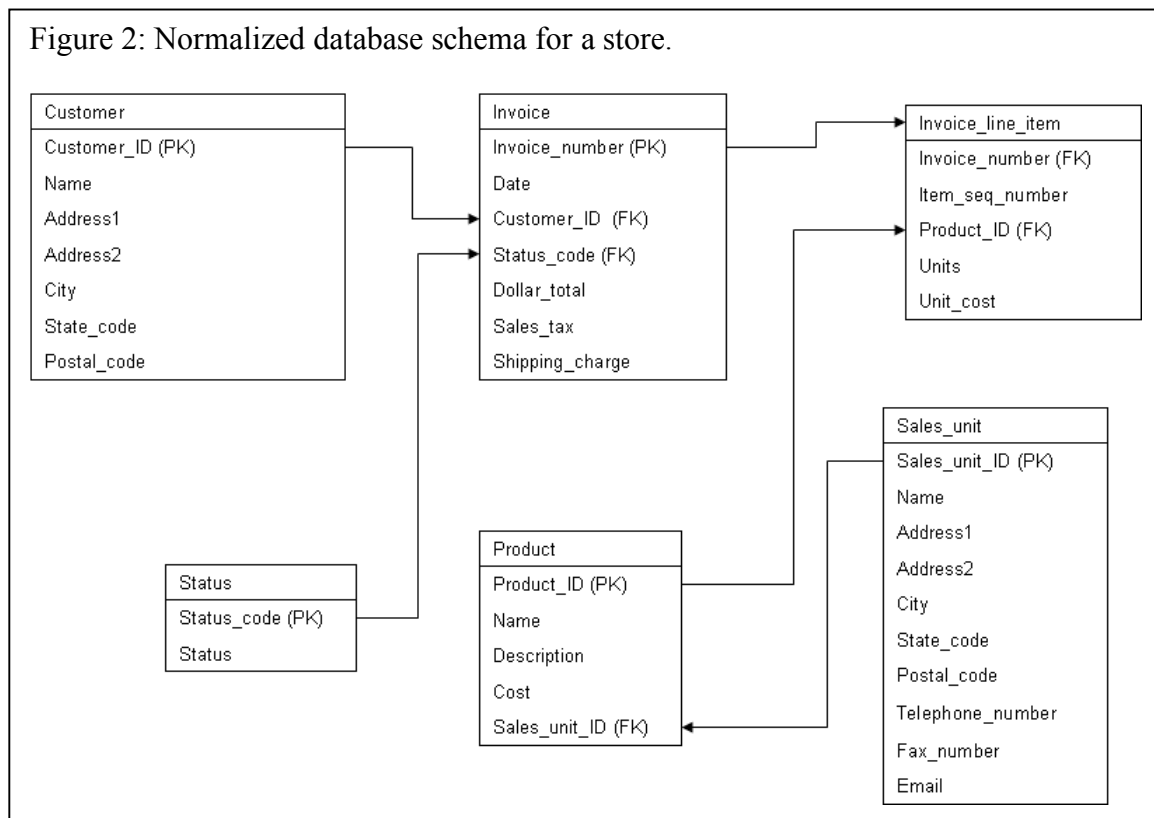 Figure 2: Normalized database schema for a store.
Customer
Customer_ID (PK)
Name
Address1
Address2
City
State_code
Postal_code
Invoice
Invoice_number (PK)
Date
Customer_ID (FK)
Status_code (FK)
Dollar_total
Sales_tax
Shipping_charge
Invoice_line_item
Invoice_number (FK)
Item_seq_number
Product_ID (FK)
Units
Unit_cost
Status
Status_code (PK)
Status
Product
Product_ID (PK)
Name
Description
Cost
Sales_unit_ID (FK)
Sales_unit
Sales_unit_ID (PK)
Name
Address1
Address2
City
State_code
Postal_code
Telephone_number
Fax_number
Email